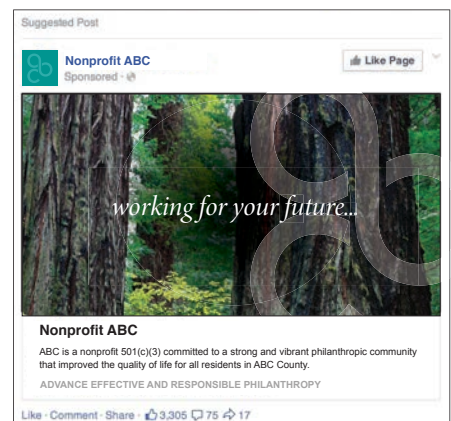 Suggested Post
Nonprofit ABC
Sponsored ·
Like Page
working for your future...
Nonprofit ABC
ABC is a nonprofit 501(c)(3) committed to a strong and vibrant philanthropic community
that improved the quality of life for all residents in ABC County.
ADVANCE EFFECTIVE AND RESPONSIBLE PHILANTHROPY
Like · Comment · Share · 3,305 75 17